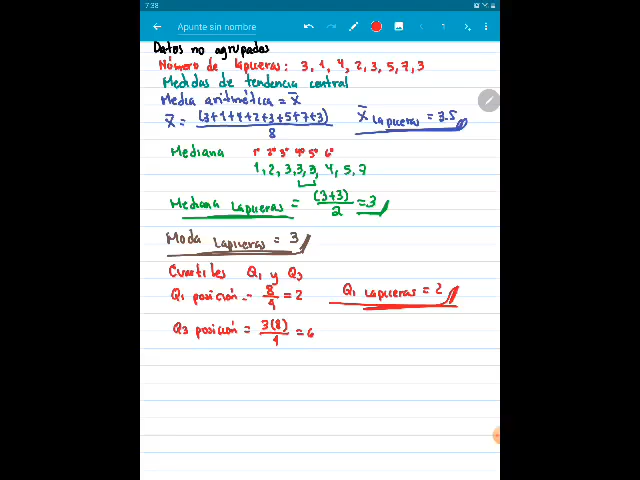 7:38
Apunte sin nombre
1
Datos no agrupados
Número de lapiceras: 3, 1, 4, 2, 3, 5, 7, 3
Medidas de tendencia central
Media aritmética = X̄
X̄ = (3+1+4+2+3+5+7+3) / 8
X̄ lapiceras = 3.5
Mediana
1° 2° 3° 4° 5° 6°
1, 2, 3, 3, 3, 4, 5, 7
Mediana lapiceras = (3+3) / 2 = 3
Moda lapiceras = 3
Cuartiles Q1 y Q3
Q1 posición = 8/4 = 2
Q1 lapiceras = 2
Q3 posición = 3(8)/4 = 6